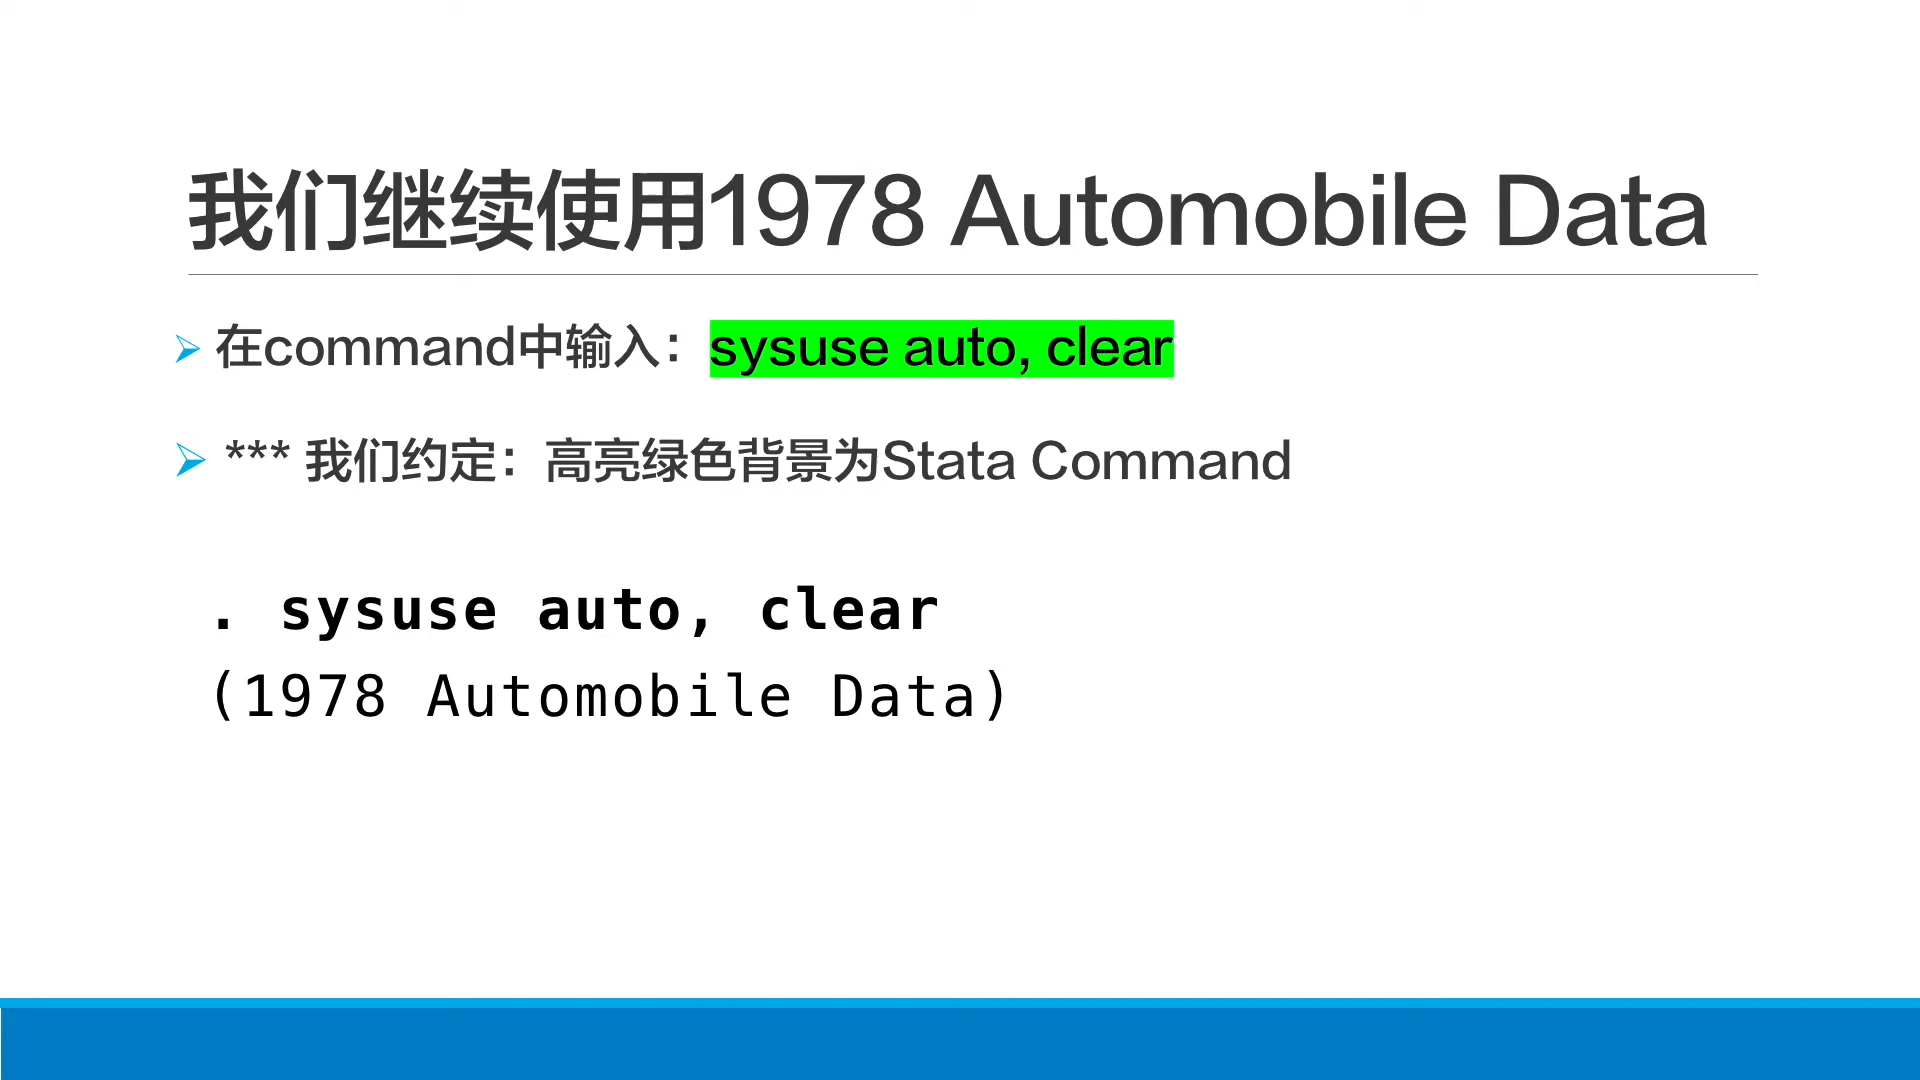 我们继续使用1978 Automobile Data
在command中输入：sysuse auto, clear
*** 我们约定：高亮绿色背景为Stata Command
. sysuse auto, clear
(1978 Automobile Data)